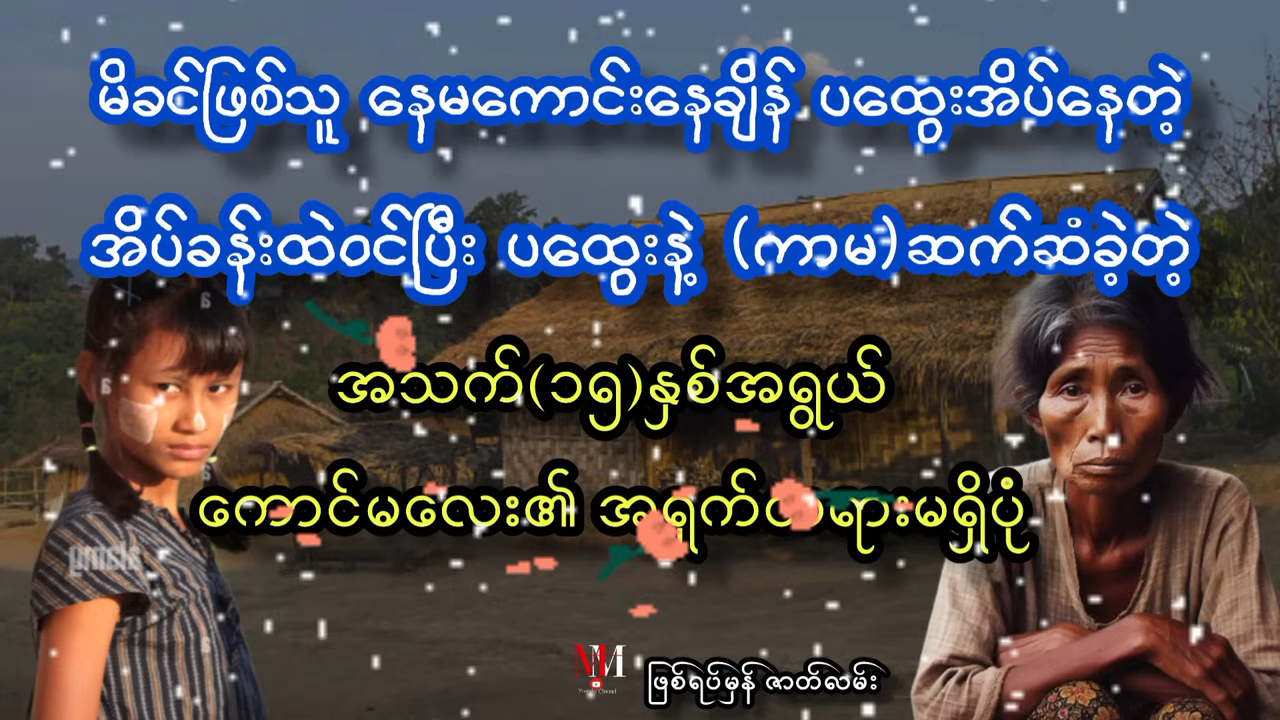 မိခင်ဖြစ်သူ နေမကောင်းနေချိန် ပထွေးအိပ်နေတဲ့
အိပ်ခန်းထဲဝင်ပြီး ပထွေးနဲ့ (ကာမ)ဆက်ဆံခဲ့တဲ့
အသက်(၁၅)နှစ်အရွယ်
ကောင်မလေး၏ အရှက်တရားမရှိပုံ
ဖြစ်ရပ်မှန် ဇာတ်လမ်း